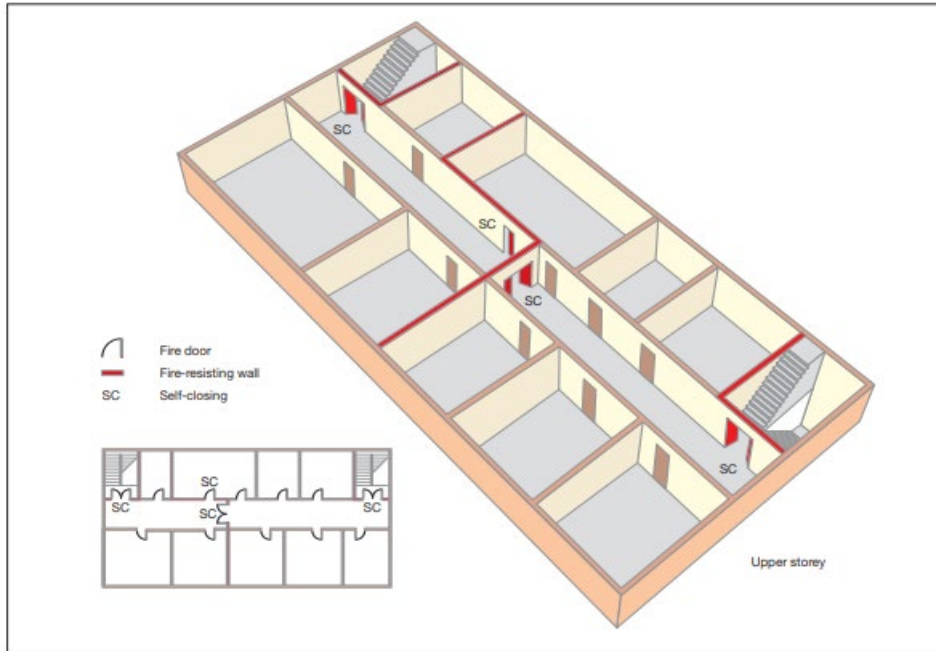 SC
SC
SC
SC
Fire door
Fire-resisting wall
SC Self-closing
SC
SC
SC
SC
Upper storey